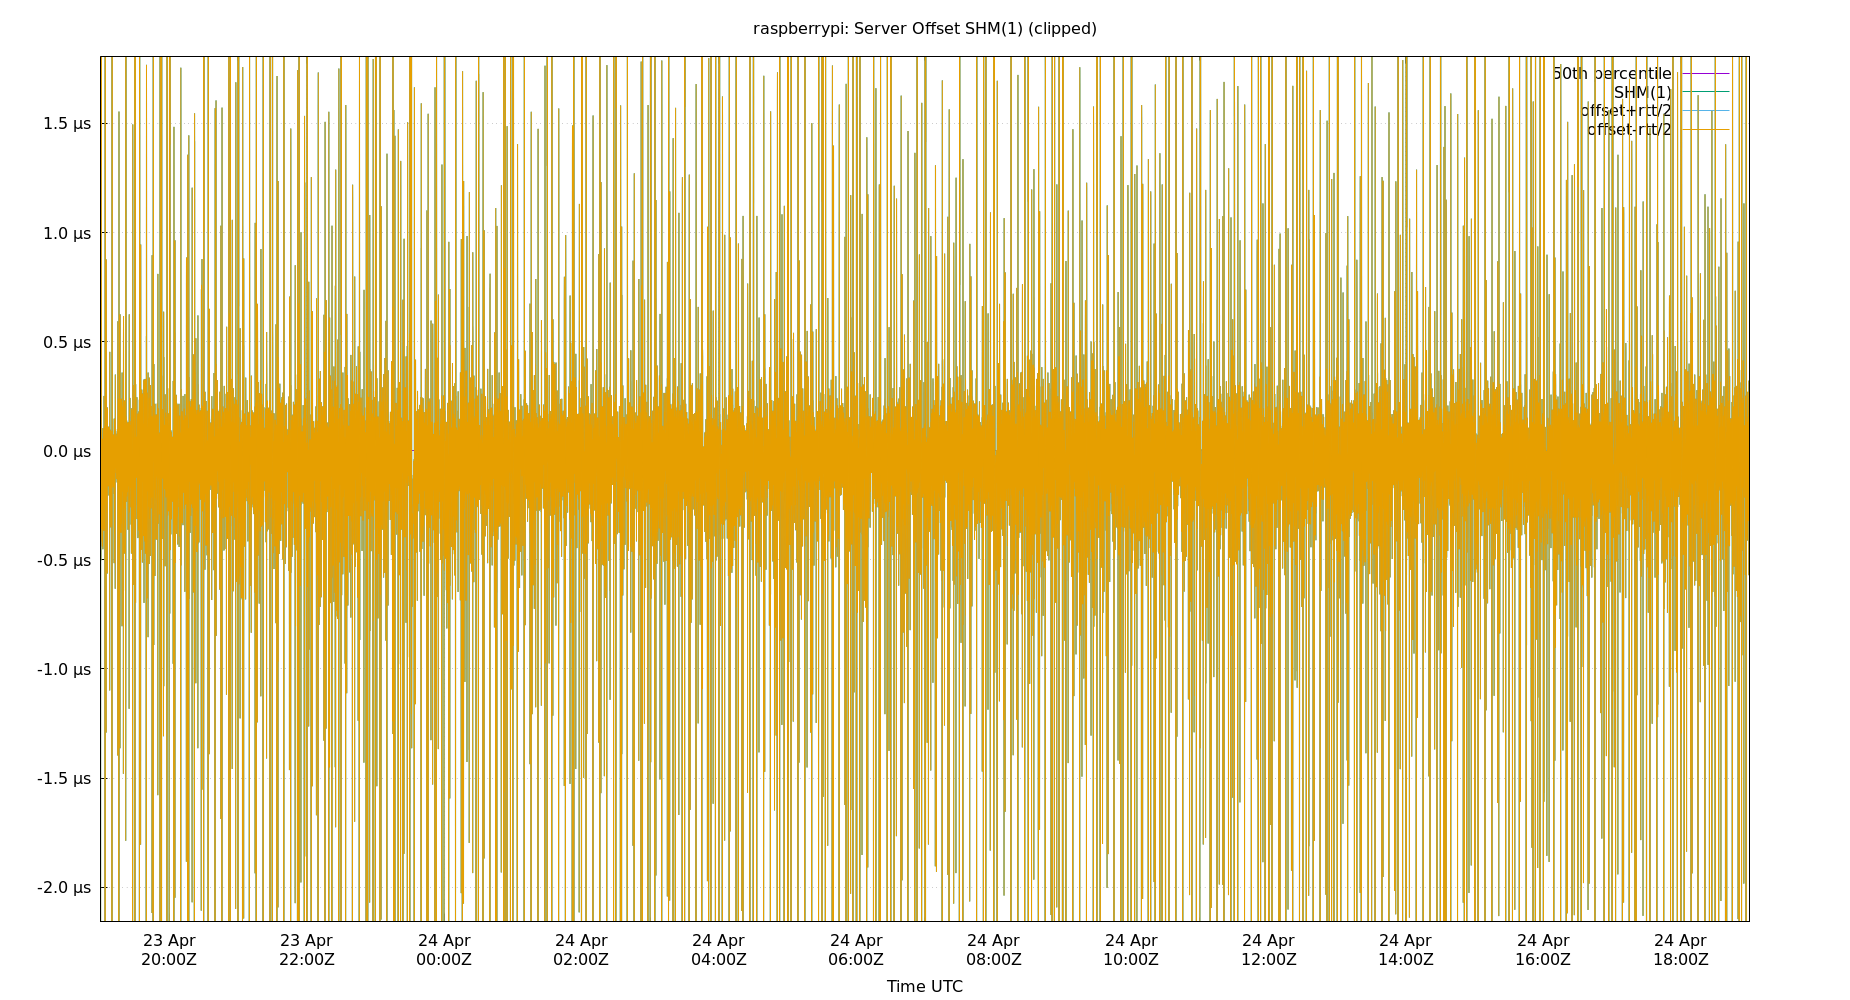 raspberrypi: Server Offset SHM(1) (clipped)
50th percentile
SHM(1)
offset+rtt/2
offset-rtt/2
1.5 µs
1.0 µs
0.5 µs
0.0 µs
-0.5 µs
-1.0 µs
-1.5 µs
-2.0 µs
23 Apr 23 Apr 24 Apr 24 Apr 24 Apr 24 Apr 24 Apr 24 Apr 24 Apr 24 Apr 24 Apr 24 Apr
20:00Z 22:00Z 00:00Z 02:00Z 04:00Z 06:00Z 08:00Z 10:00Z 12:00Z 14:00Z 16:00Z 18:00Z
Time UTC